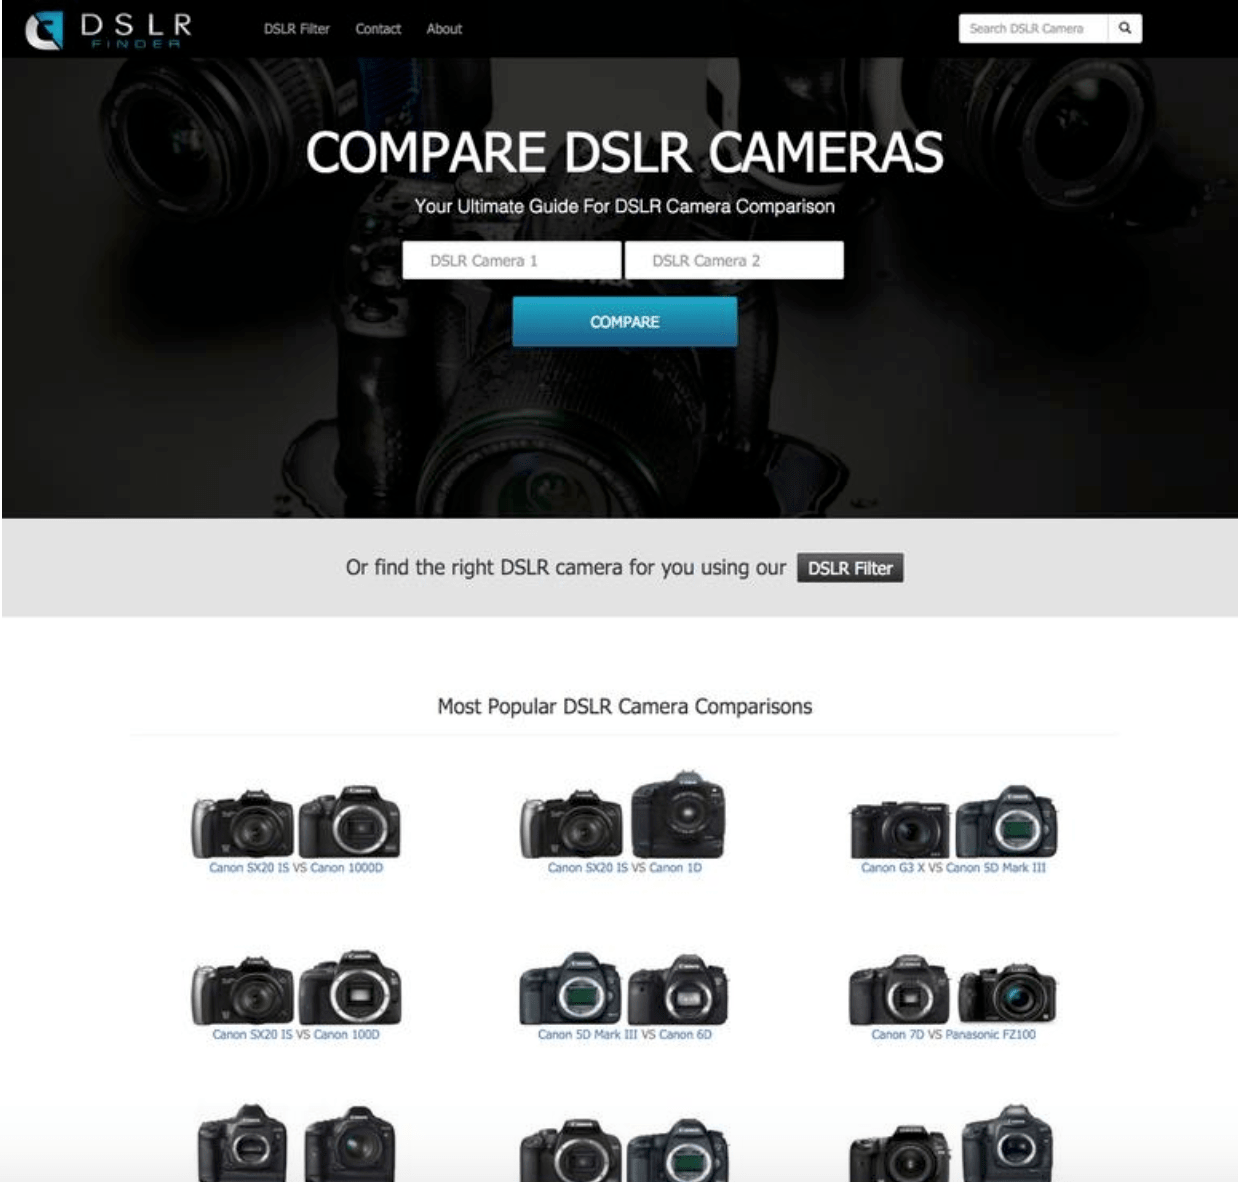 DSLR
FINDER
DSLR Filter
Contact
About
Search DSLR Camera
COMPARE DSLR CAMERAS
Your Ultimate Guide For DSLR Camera Comparison
DSLR Camera 1
DSLR Camera 2
COMPARE
Or find the right DSLR camera for you using our DSLR Filter
Most Popular DSLR Camera Comparisons
Canon SX20 IS VS Canon 1000D
Canon SX20 IS VS Canon 1D
Canon G3 X VS Canon 5D Mark III
Canon SX20 IS VS Canon 100D
Canon 5D Mark III VS Canon 6D
Canon 7D VS Panasonic FZ100